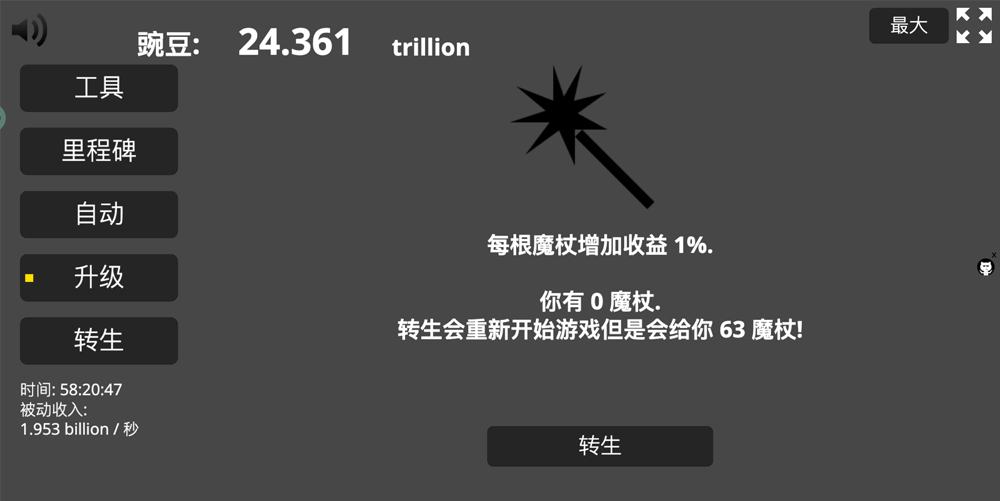 豌豆: 24.361 trillion
最大
工具
里程碑
自动
升级
转生
时间: 58:20:47
被动收入:
1.953 billion / 秒
每根魔杖增加收益 1%.
你有 0 魔杖.
转生会重新开始游戏但是会给你 63 魔杖!
转生
x